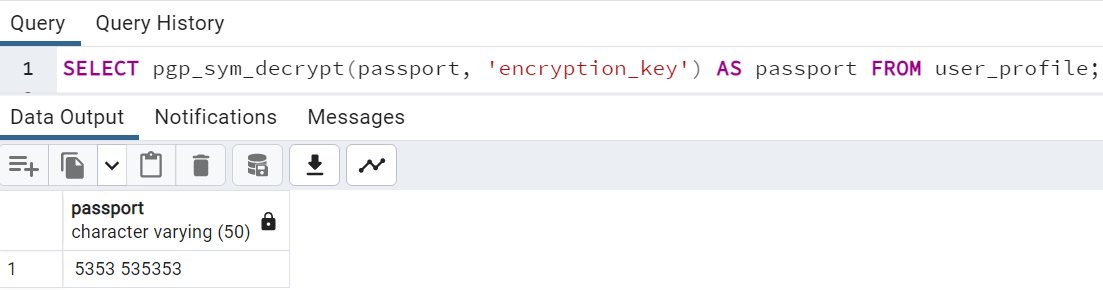 Query Query History
1 SELECT pgp_sym_decrypt(passport, 'encryption_key') AS passport FROM user_profile;
Data Output Notifications Messages
passport
character varying (50)
1 5353 535353